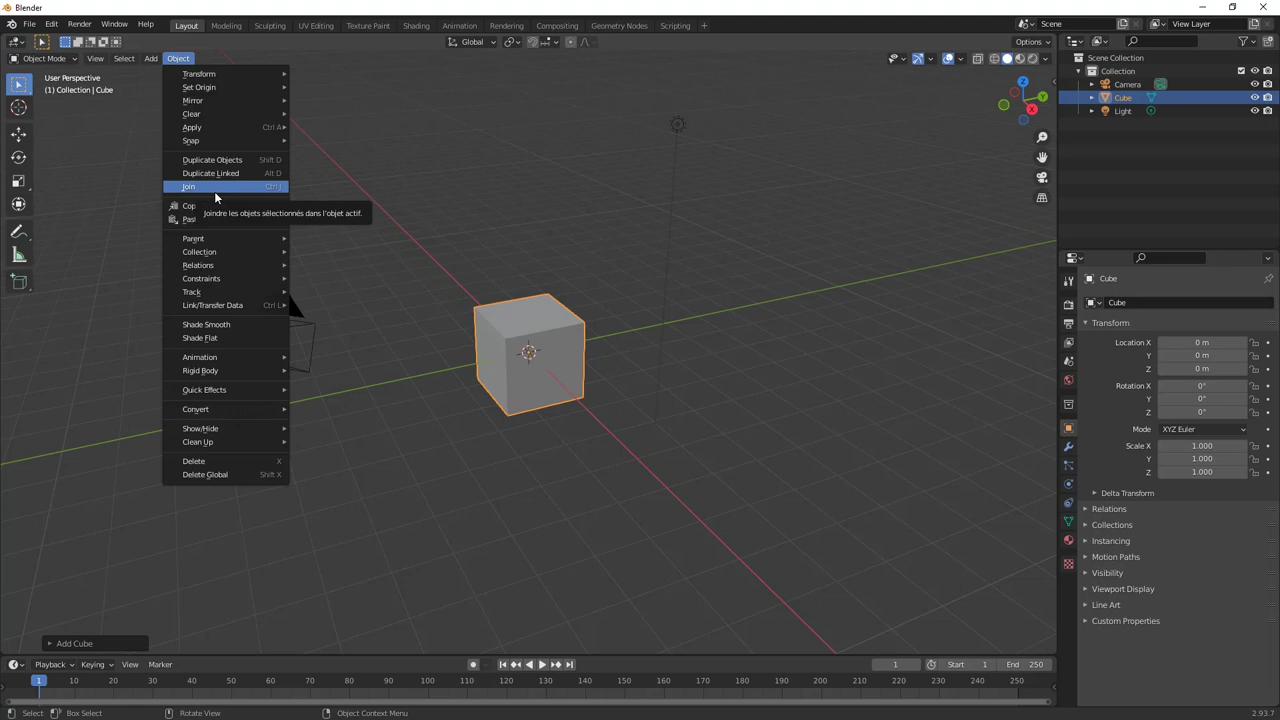 Blender
File Edit Render Window Help Layout Modeling Sculpting UV Editing Texture Paint Shading Animation Rendering Compositing Geometry Nodes Scripting + Scene View Layer
Global Options
Object Mode View Select Add Object
User Perspective
(1) Collection | Cube
Transform
Set Origin
Mirror
Clear
Apply Ctrl A
Snap
Duplicate Objects Shift D
Duplicate Linked Alt D
Join Ctrl J
Cop
Joindre les objets sélectionnés dans l'objet actif.
Past
Parent
Collection
Relations
Constraints
Track
Link/Transfer Data Ctrl L
Shade Smooth
Shade Flat
Animation
Rigid Body
Quick Effects
Convert
Show/Hide
Clean Up
Delete X
Delete Global Shift X
Z
Y
X
Scene Collection
Collection
Camera
Cube
Light
Cube
Cube
Transform
Location X 0 m
Y 0 m
Z 0 m
Rotation X 0°
Y 0°
Z 0°
Mode XYZ Euler
Scale X 1.000
Y 1.000
Z 1.000
Delta Transform
Relations
Collections
Instancing
Motion Paths
Visibility
Viewport Display
Line Art
Custom Properties
Add Cube
Playback Keying View Marker 1 Start 1 End 250
1 10 20 30 40 50 60 70 80 90 100 110 120 130 140 150 160 170 180 190 200 210 220 230 240 250
Select Box Select Rotate View Object Context Menu 2.93.7